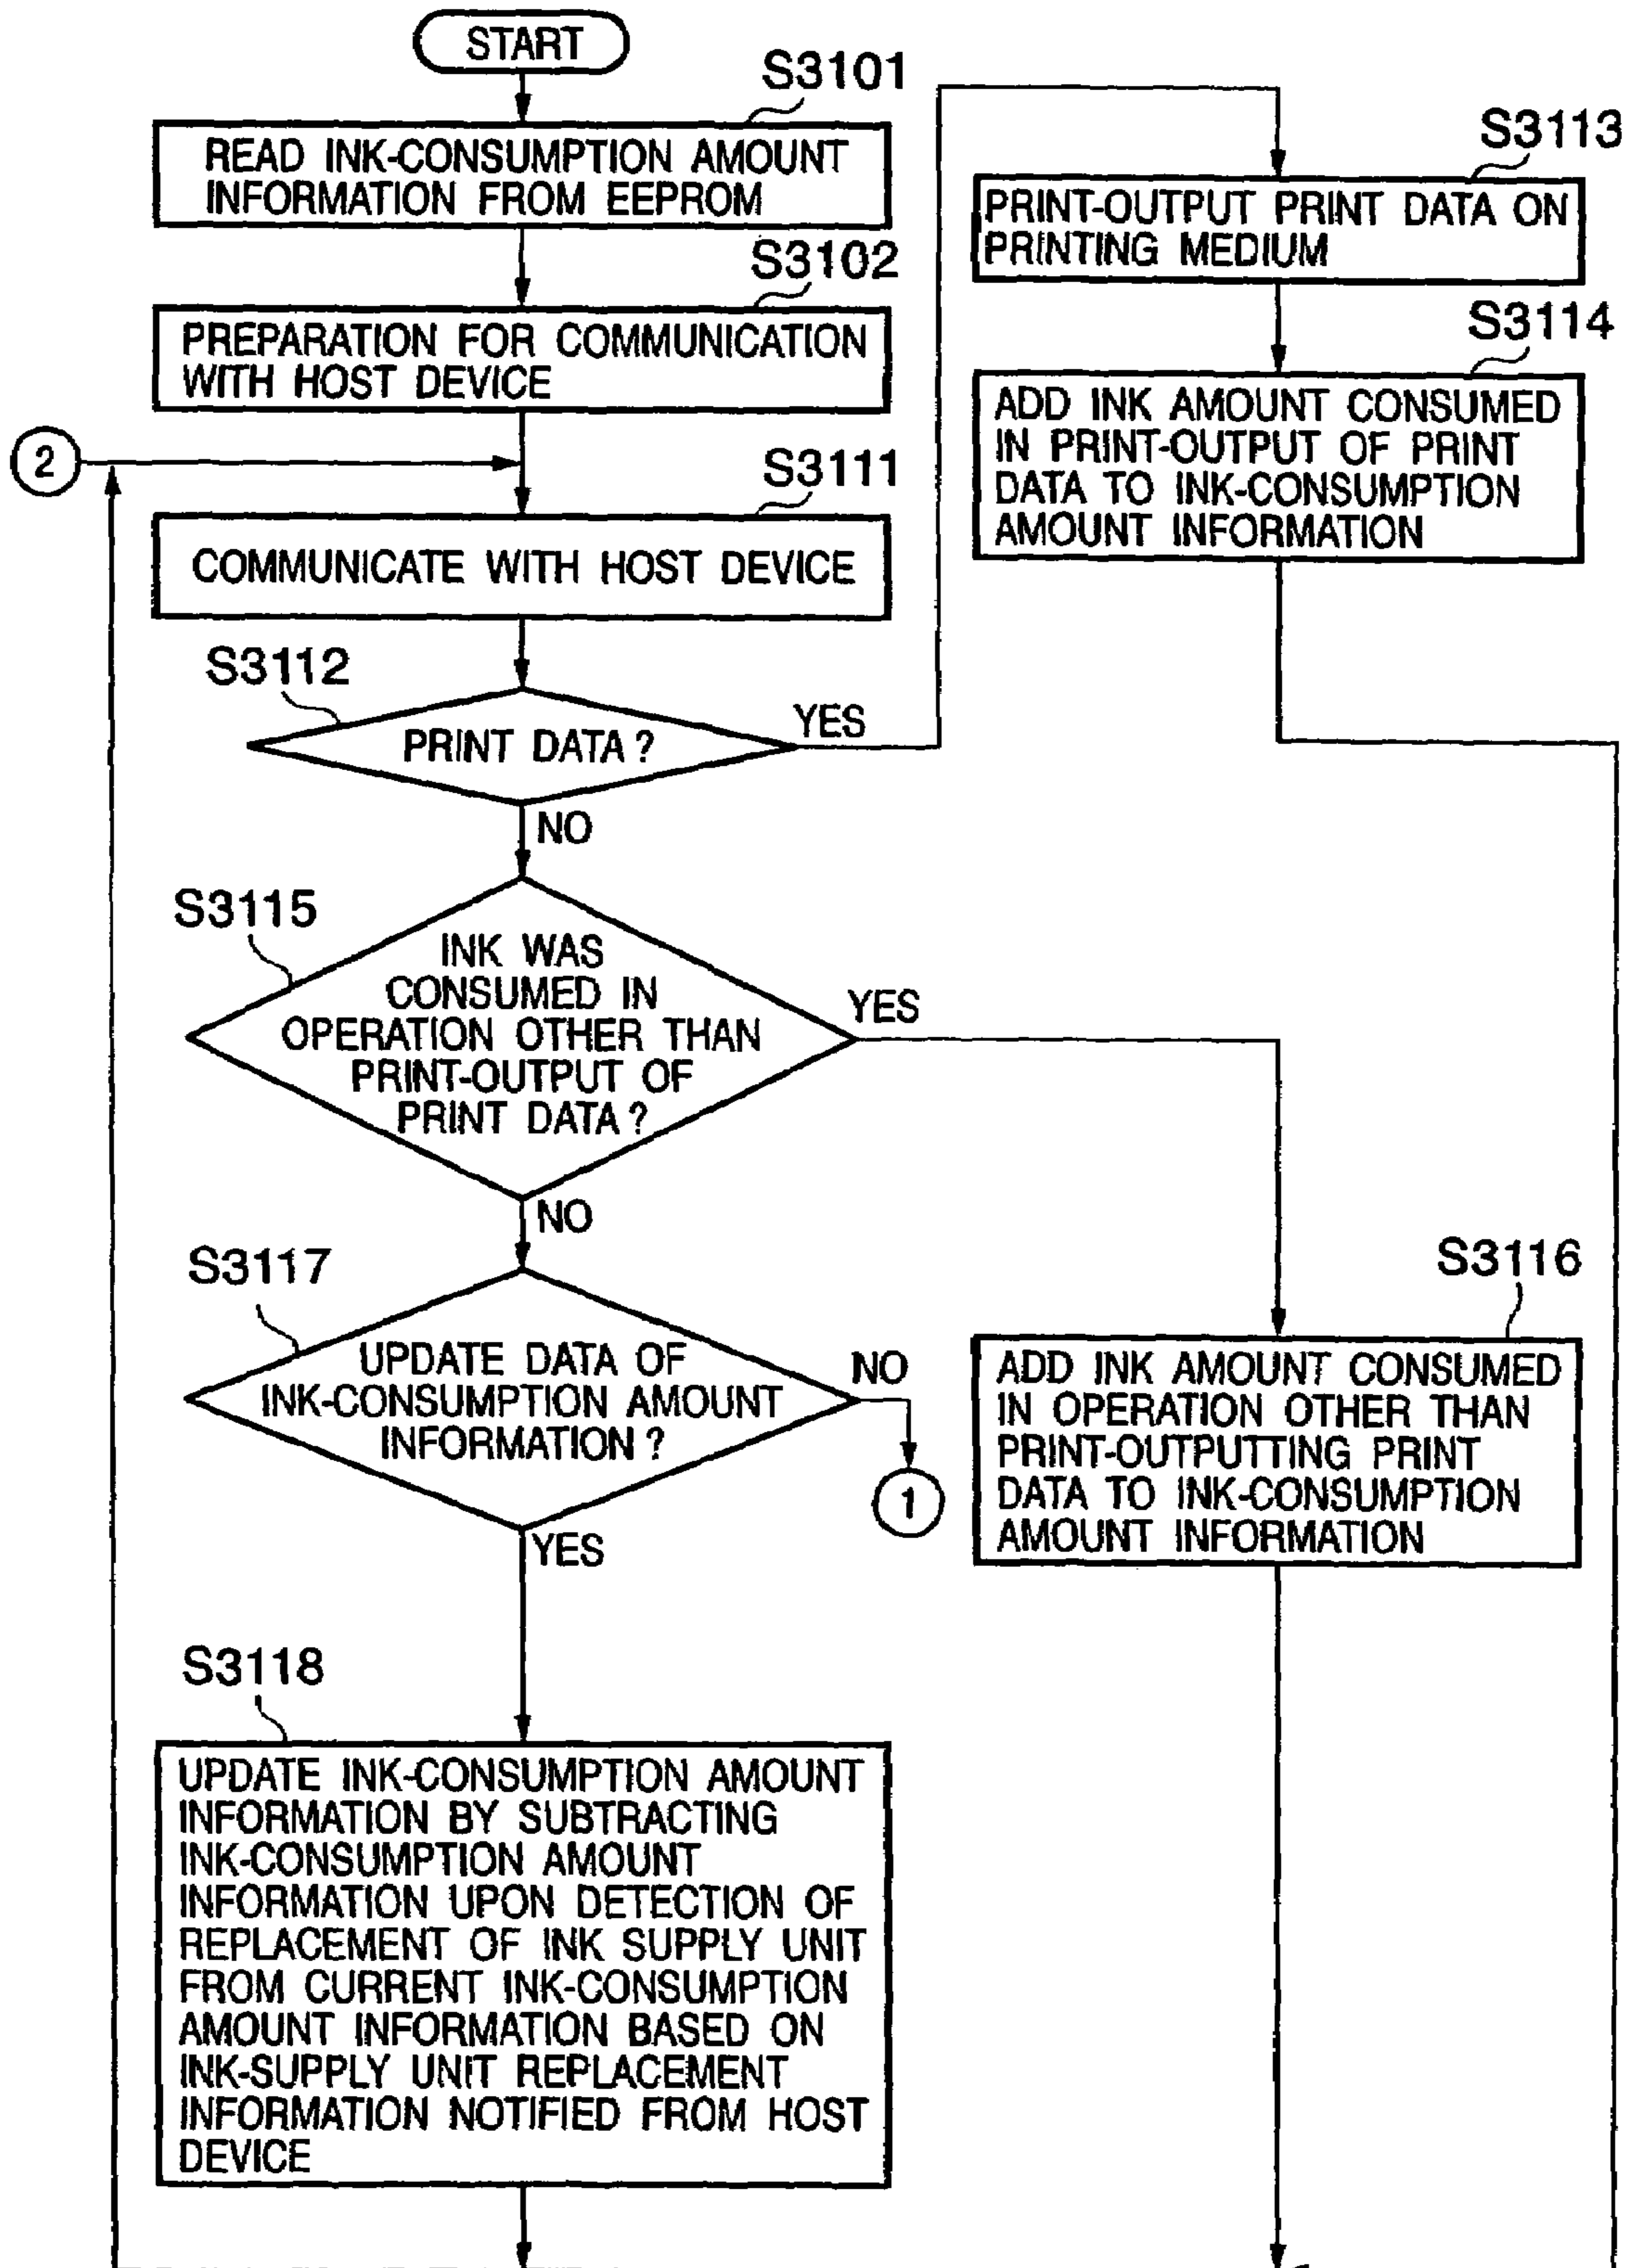 START
S3101
READ INK-CONSUMPTION AMOUNT
INFORMATION FROM EEPROM
S3102
PREPARATION FOR COMMUNICATION
WITH HOST DEVICE
2
S3111
COMMUNICATE WITH HOST DEVICE
S3112
PRINT DATA?
YES
NO
S3113
PRINT-OUTPUT PRINT DATA ON
PRINTING MEDIUM
S3114
ADD INK AMOUNT CONSUMED
IN PRINT-OUTPUT OF PRINT
DATA TO INK-CONSUMPTION
AMOUNT INFORMATION
S3115
INK WAS
CONSUMED IN
OPERATION OTHER THAN
PRINT-OUTPUT OF
PRINT DATA?
YES
NO
S3116
ADD INK AMOUNT CONSUMED
IN OPERATION OTHER THAN
PRINT-OUTPUTTING PRINT
DATA TO INK-CONSUMPTION
AMOUNT INFORMATION
S3117
UPDATE DATA OF
INK-CONSUMPTION AMOUNT
INFORMATION?
NO
1
YES
S3118
UPDATE INK-CONSUMPTION AMOUNT
INFORMATION BY SUBTRACTING
INK-CONSUMPTION AMOUNT
INFORMATION UPON DETECTION OF
REPLACEMENT OF INK SUPPLY UNIT
FROM CURRENT INK-CONSUMPTION
AMOUNT INFORMATION BASED ON
INK-SUPPLY UNIT REPLACEMENT
INFORMATION NOTIFIED FROM HOST
DEVICE